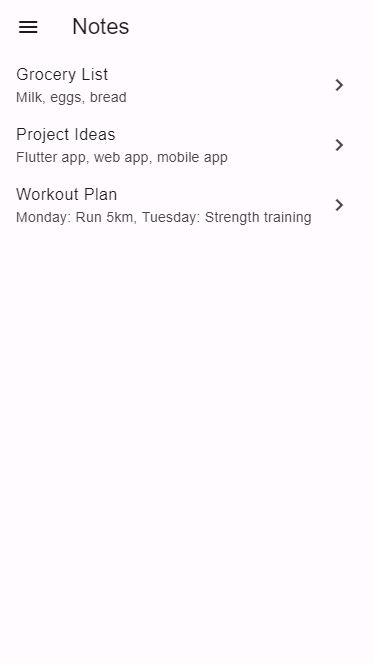 Notes
Grocery List
Milk, eggs, bread
Project Ideas
Flutter app, web app, mobile app
Workout Plan
Monday: Run 5km, Tuesday: Strength training